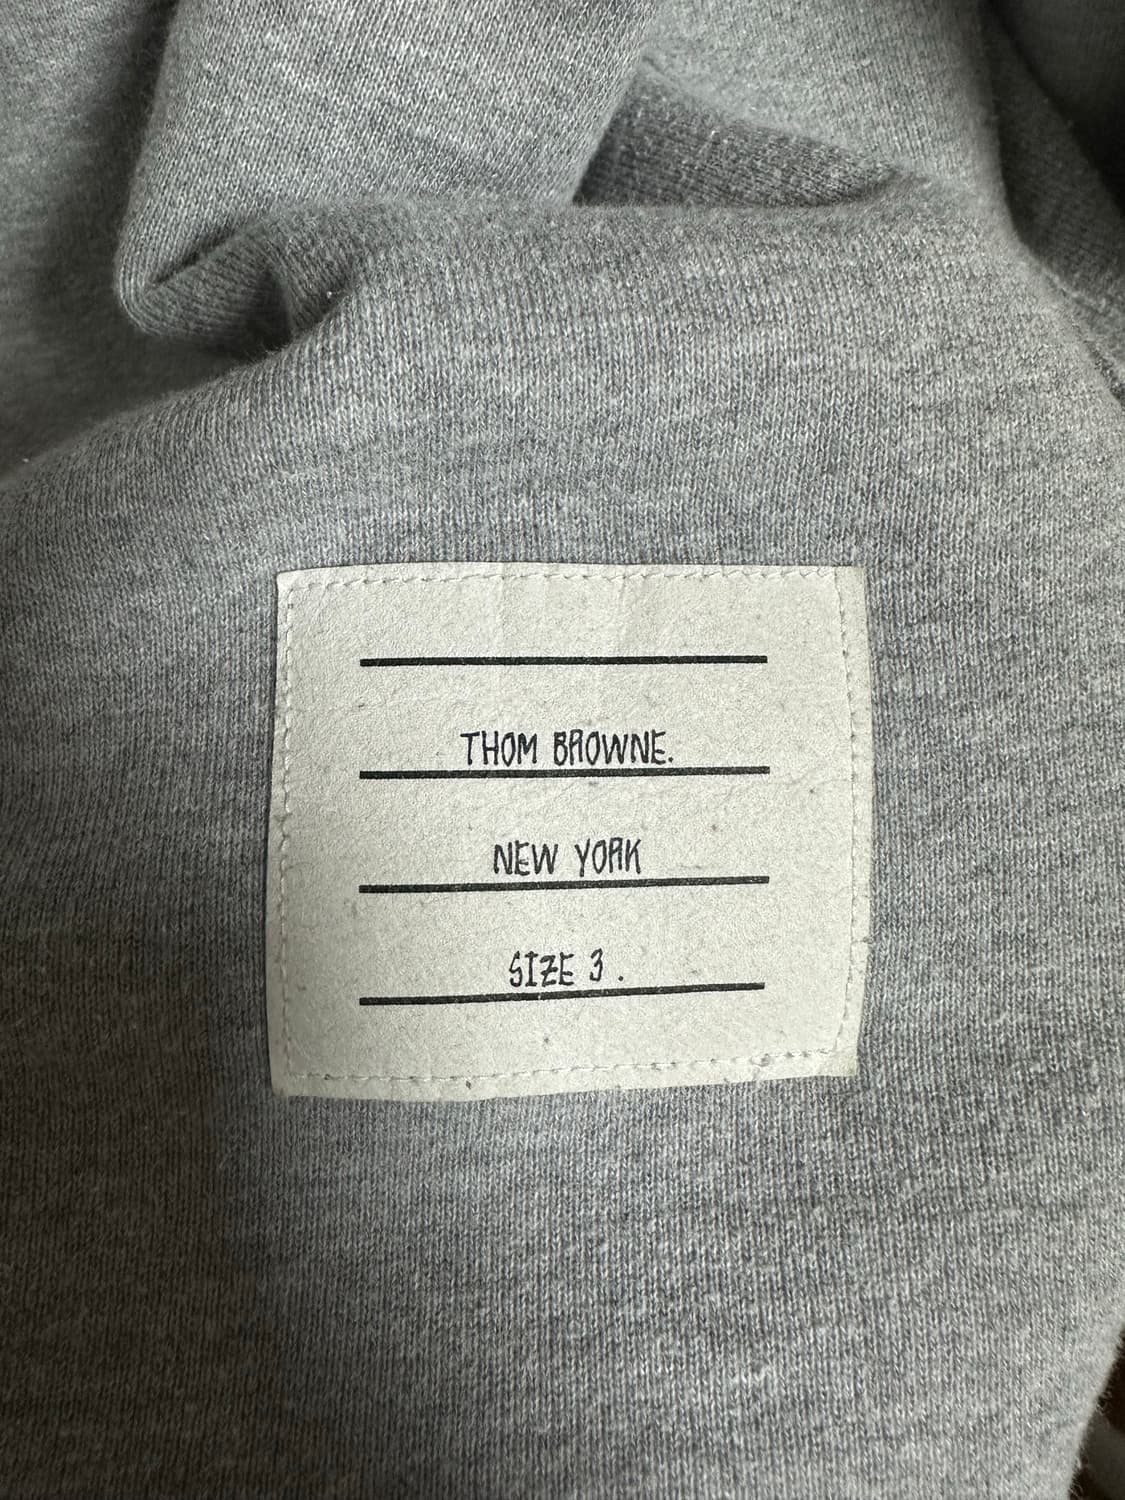 THOM BROWNE.
NEW YORK
SIZE 3 .